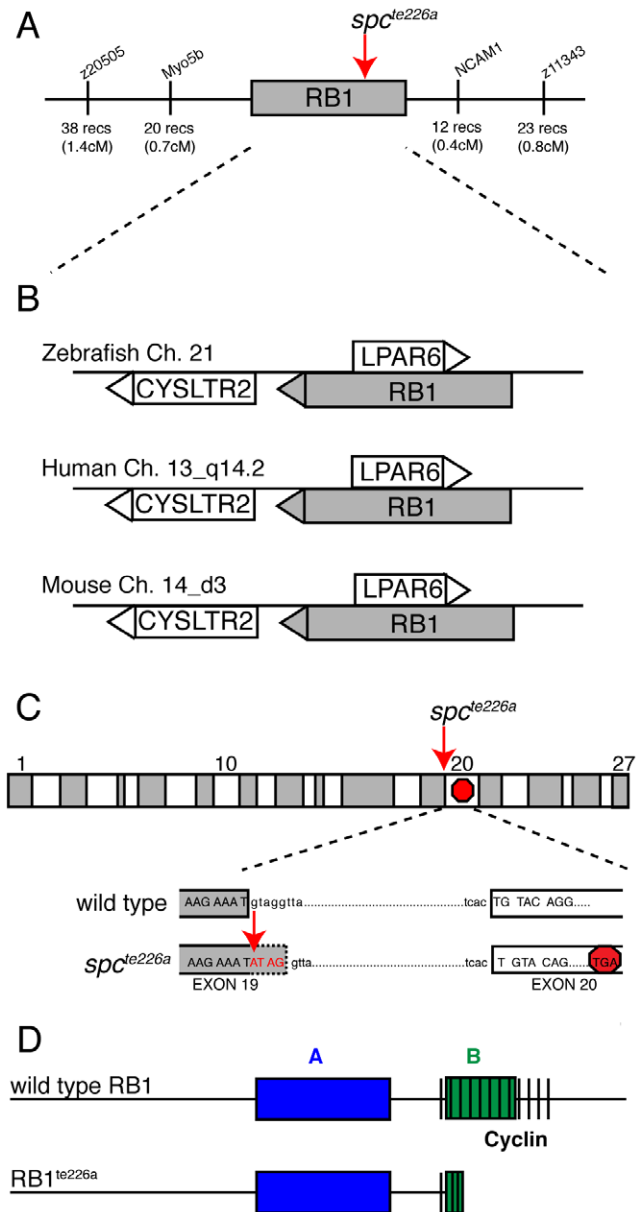 A
spc^te226a
z20505 Myo5b RB1 NCAM1 z11343
38 recs 20 recs 12 recs 23 recs
(1.4cM) (0.7cM) (0.4cM) (0.8cM)
B
Zebrafish Ch. 21
LPAR6
CYSLTR2 RB1
Human Ch. 13_q14.2
LPAR6
CYSLTR2 RB1
Mouse Ch. 14_d3
LPAR6
CYSLTR2 RB1
C
spc^te226a
1 10 20 27
wild type AAG AAA T gtaggtta..............................tcac TG TAC AGG.....
spc^te226a AAG AAA T AT AG gtta..............................tcac T GTA CAG......TGA
EXON 19 EXON 20
D
A B
wild type RB1
Cyclin
RB1^te226a